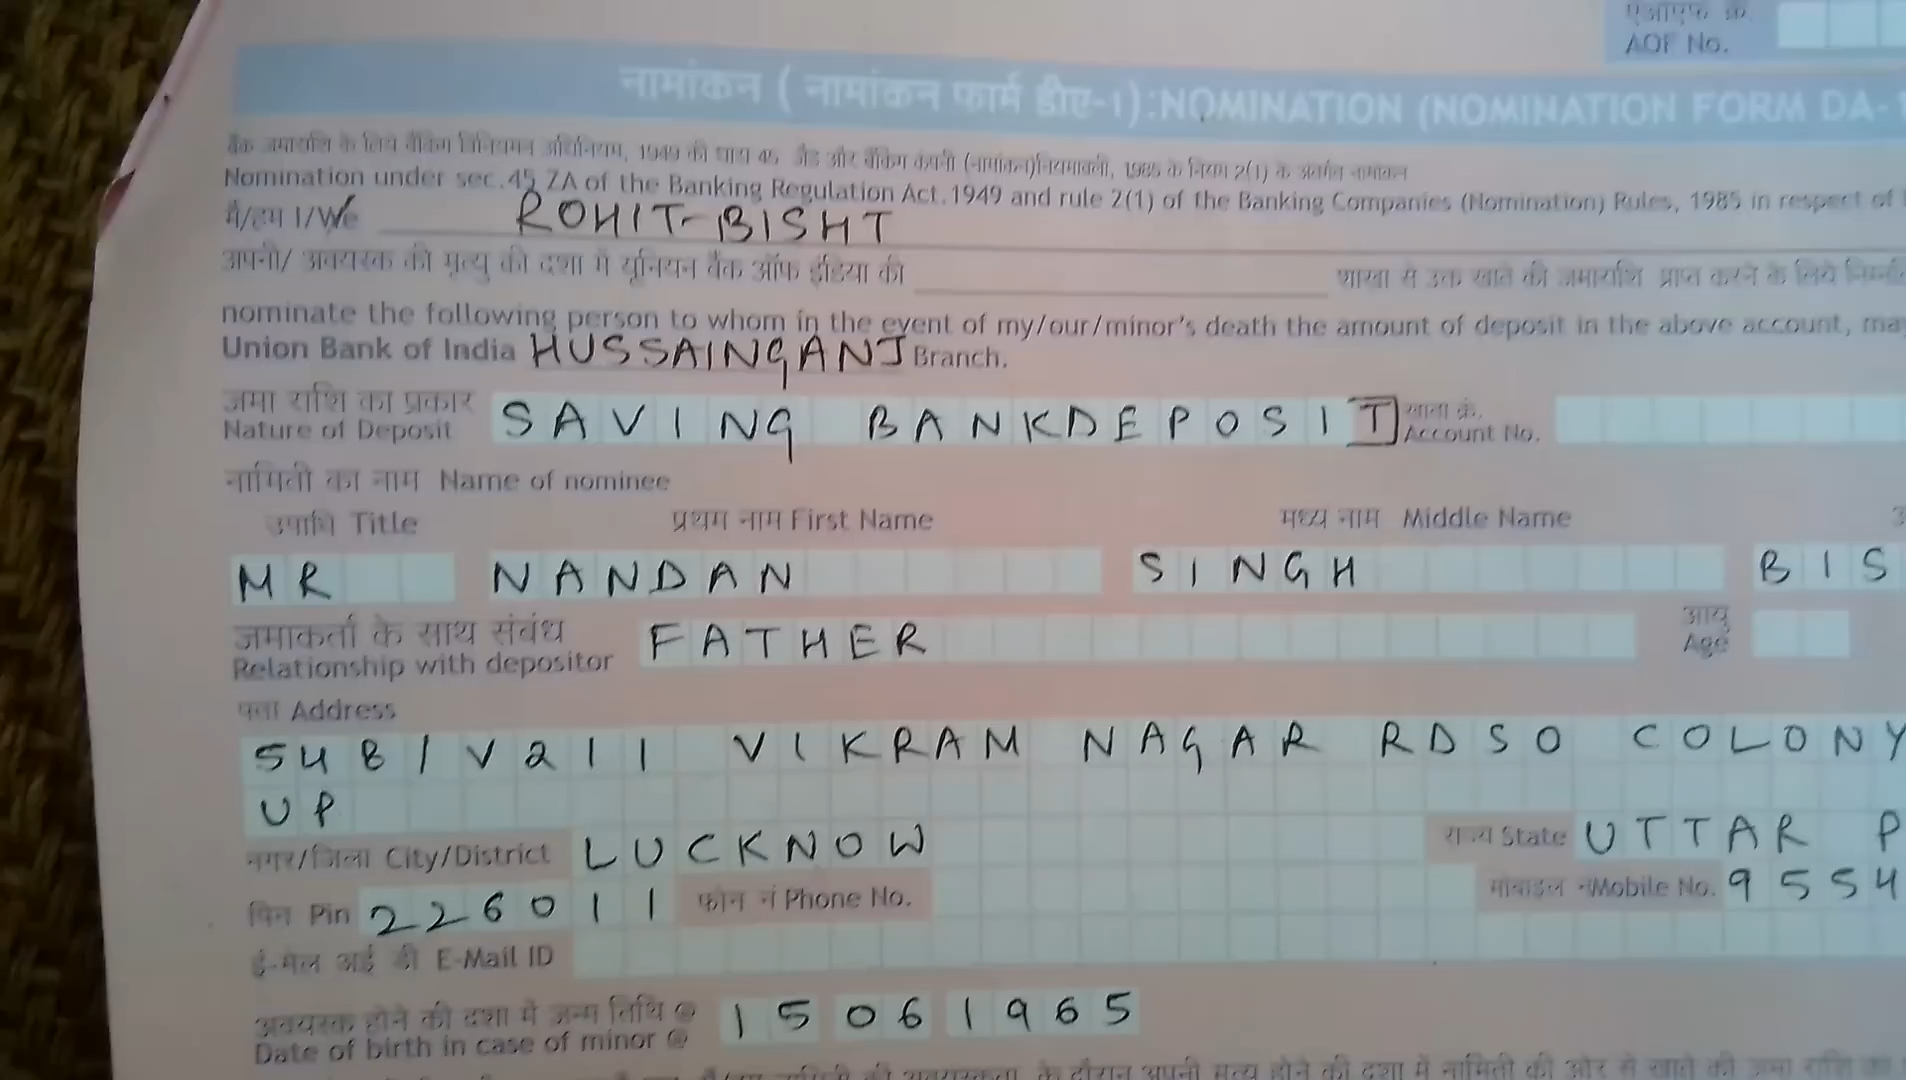 एओएफ क्र.
AOF No.
नामांकन ( नामांकन फार्म डीए-1):NOMINATION (NOMINATION FORM DA-1
बैंक जमाराशि के लिये बैंकिंग विनियमन अधिनियम, 1949 की धारा 45 जैड और बैंकिंग कंपनी (नामांकन)नियमावली, 1985 के नियम 2(1) के अंतर्गत नामांकन
Nomination under sec.45 ZA of the Banking Regulation Act.1949 and rule 2(1) of the Banking Companies (Nomination) Rules, 1985 in respect of
मैं/हम I/We ROHIT BISHT
अपनी/ अवयस्क की मृत्यु की दशा में यूनियन बैंक ऑफ इंडिया की शाखा से उक्त खाते की जमाराशि प्राप्त करने के लिये
nominate the following person to whom in the event of my/our/minor's death the amount of deposit in the above account, may
Union Bank of India HUSSAINGANJ Branch.
जमा राशि का प्रकार खाता क्रं.
Nature of Deposit SAVING BANKDEPOSIT Account No.
नामिती का नाम Name of nominee
उपाधि Title प्रथम नाम First Name मध्य नाम Middle Name
MR NANDAN SINGH BIS
जमाकर्ता के साथ संबंध FATHER आयु
Relationship with depositor Age
पता Address
548/V211 VIKRAM NAGAR RDSO COLONY
UP
नगर/जिला City/District LUCKNOW राज्य State UTTAR P
पिन Pin 226011 फोन नं Phone No. मोबाइल नं Mobile No. 9554
ई-मेल आई डी E-Mail ID
अवयस्क होने की दशा में जन्म तिथि @ 15061965
Date of birth in case of minor @